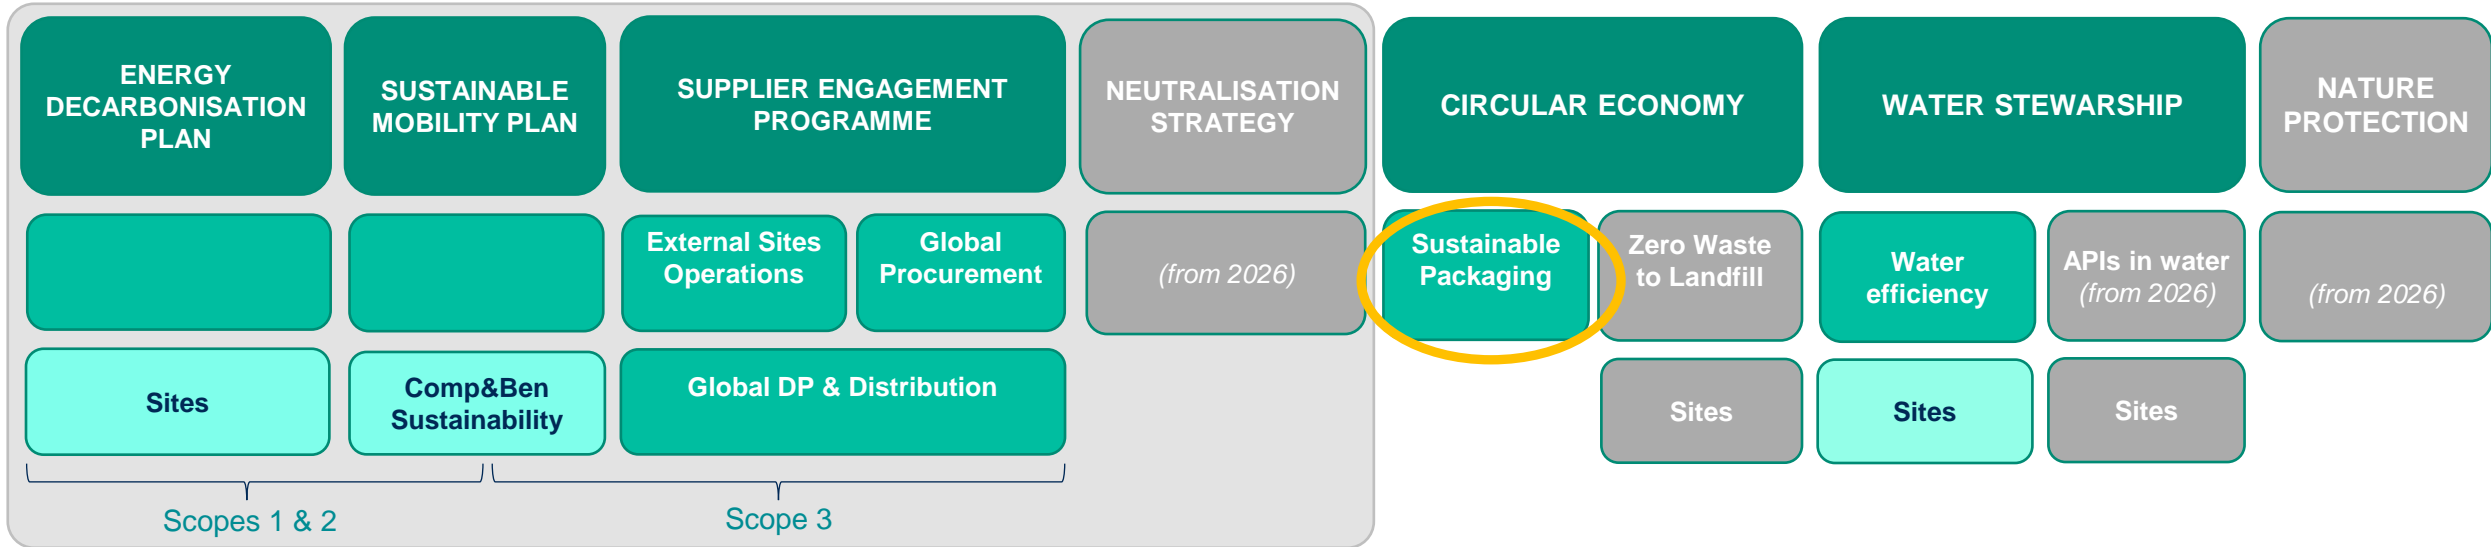 ENERGY
DECARBONISATION
PLAN
SUSTAINABLE
MOBILITY PLAN
SUPPLIER ENGAGEMENT
PROGRAMME
NEUTRALISATION
STRATEGY
CIRCULAR ECONOMY
WATER STEWARSHIP
NATURE
PROTECTION
External Sites
Operations
Global
Procurement
(from 2026)
Sustainable
Packaging
Zero Waste
to Landfill
Water
efficiency
APIs in water
(from 2026)
(from 2026)
Sites
Comp&Ben
Sustainability
Global DP & Distribution
Sites
Sites
Sites
Scopes 1 & 2
Scope 3